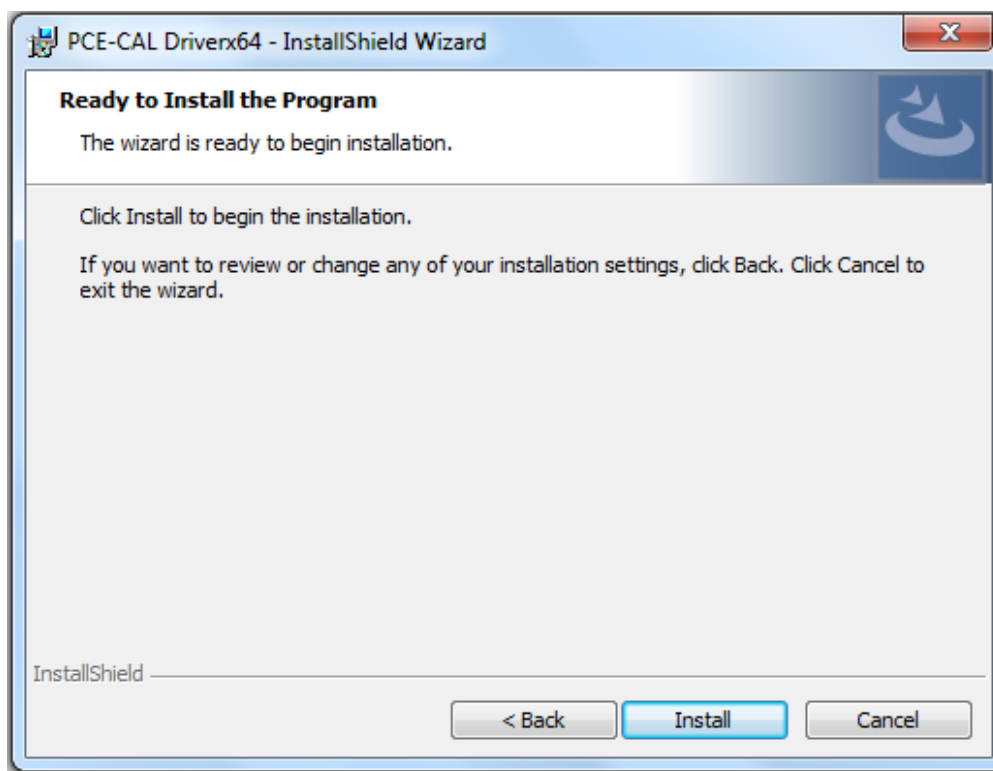 PCE-CAL Driverx64 - InstallShield Wizard
Ready to Install the Program
The wizard is ready to begin installation.
Click Install to begin the installation.
If you want to review or change any of your installation settings, click Back. Click Cancel to
exit the wizard.
InstallShield
< Back
Install
Cancel